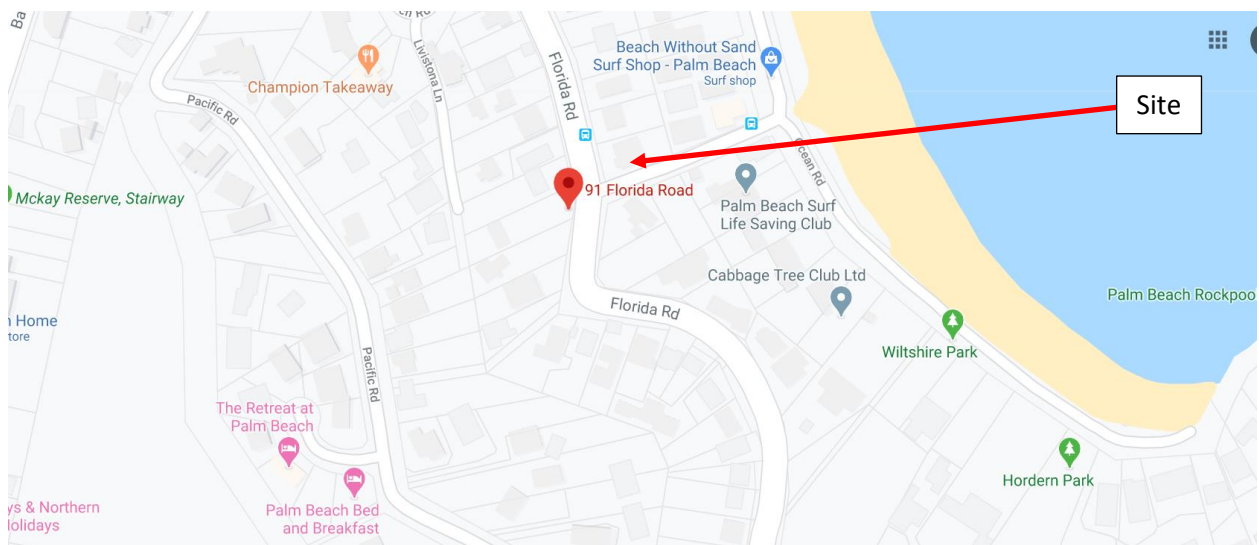 Ba
ch Rd
Livistona Ln
Florida Rd
Beach Without Sand
Surf Shop - Palm Beach
Surf shop
Champion Takeaway
Pacific Rd
Site
Ocean Rd
91 Florida Road
Mckay Reserve, Stairway
Palm Beach Surf
Life Saving Club
Cabbage Tree Club Ltd
Palm Beach Rockpoo
Florida Rd
n Home
tore
Wiltshire Park
Pacific Rd
The Retreat at
Palm Beach
Hordern Park
Palm Beach Bed
and Breakfast
ys & Northern
Holidays